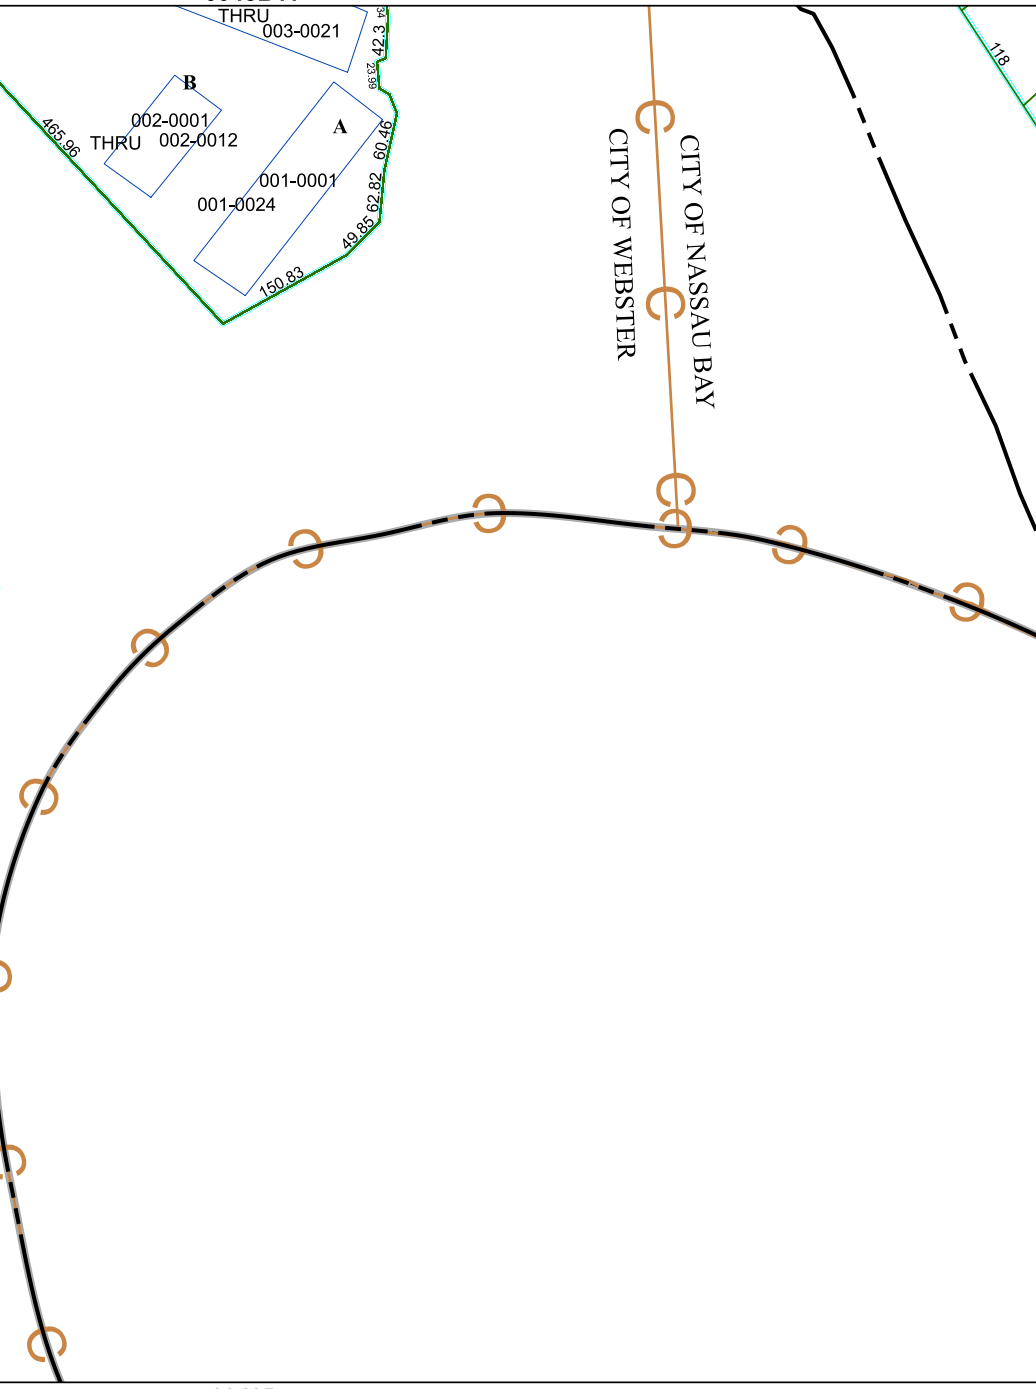 THRU
003-0021
34
42.3
23.99
B
002-0001
THRU
002-0012
A
60.46
465.96
001-0001
001-0024
62.82
49.85
150.83
118
CITY OF WEBSTER
CITY OF NASSAU BAY